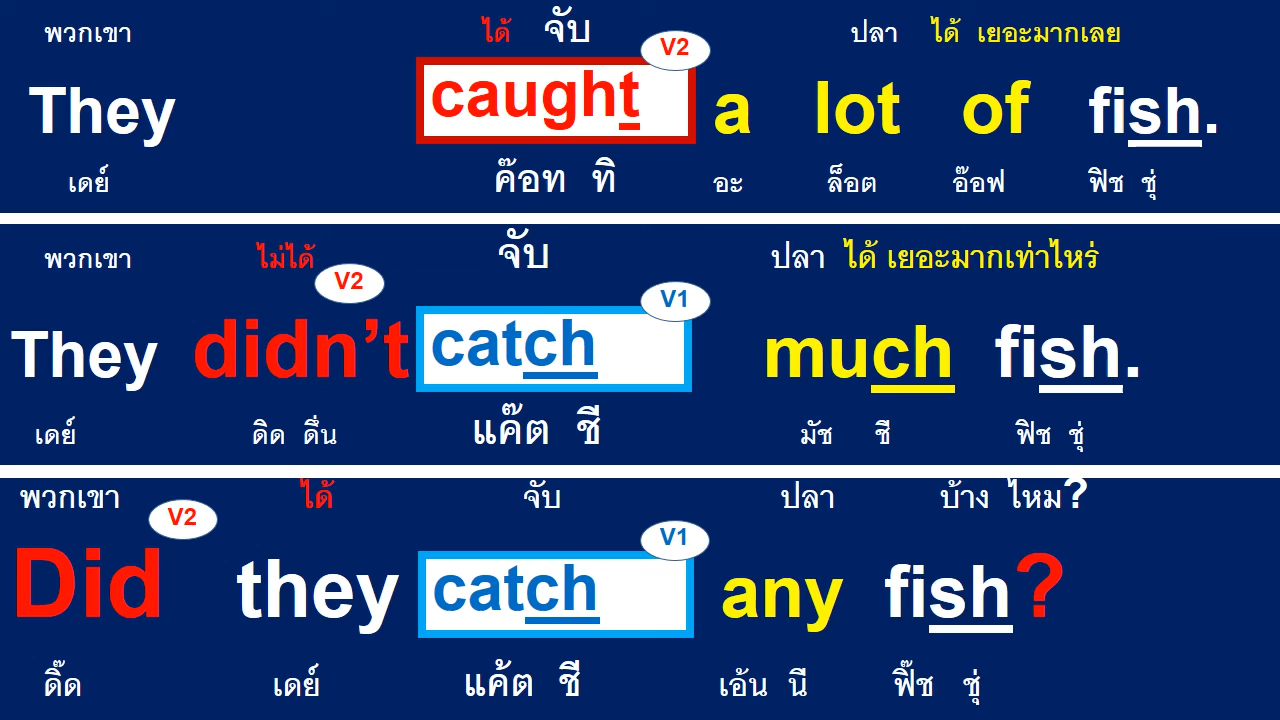 พวกเขา ได้ จับ ปลา ได้ เยอะมากเลย
V2
They caught a lot of fish.
เดย์ ค๊อท ทิ อะ ล็อต อ๊อฟ ฟิช ชุ่
พวกเขา ไม่ได้ จับ ปลา ได้ เยอะมากเท่าไหร่
V2 V1
They didn’t catch much fish.
เดย์ ดิด ดึ่น แค๊ต ชี มัช ชี ฟิช ชุ่
พวกเขา ได้ จับ ปลา บ้าง ไหม?
V2 V1
Did they catch any fish?
ดิ๊ด เดย์ แค้ต ชี เอ้น นี ฟิ๊ช ชุ่